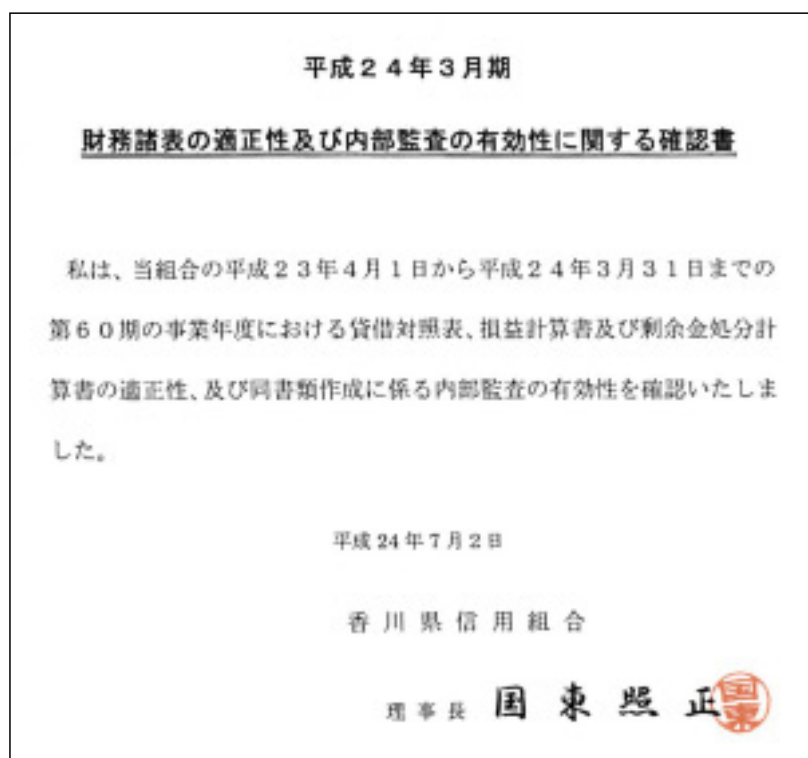 平成24年3月期
財務諸表の適正性及び内部監査の有効性に関する確認書
私は、当組合の平成23年4月1日から平成24年3月31日までの
第60期の事業年度における貸借対照表、損益計算書及び剰余金処分計
算書の適正性、及び同書類作成に係る内部監査の有効性を確認いたしま
した。
平成24年7月2日
香川県信用組合
理事長 国東照正
国東